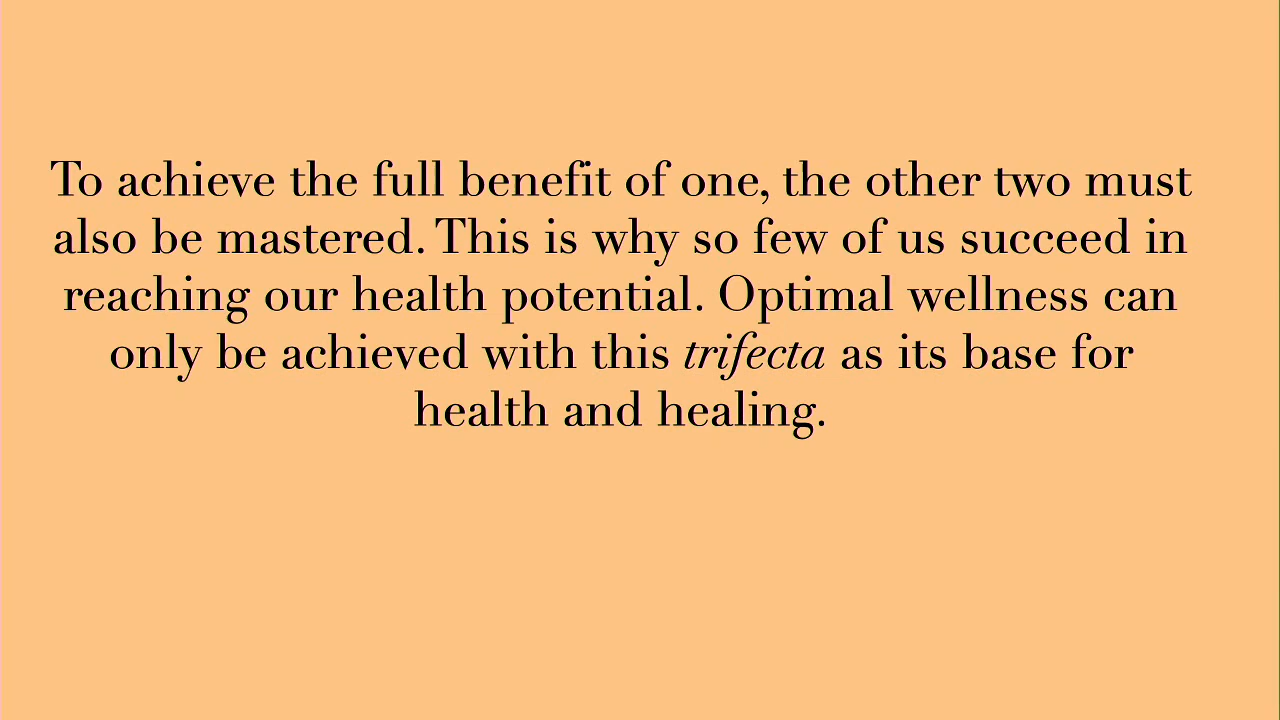 To achieve the full benefit of one, the other two must
also be mastered. This is why so few of us succeed in
reaching our health potential. Optimal wellness can
only be achieved with this trifecta as its base for
health and healing.